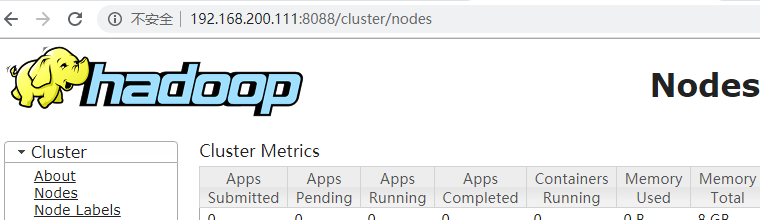 不安全 | 192.168.200.111:8088/cluster/nodes
hadoop
Nodes
Cluster
About
Nodes
Node Labels
Cluster Metrics
Apps Submitted Apps Pending Apps Running Apps Completed Containers Running Memory Used Memory Total
0 0 0 0 0 0 B 8 GB